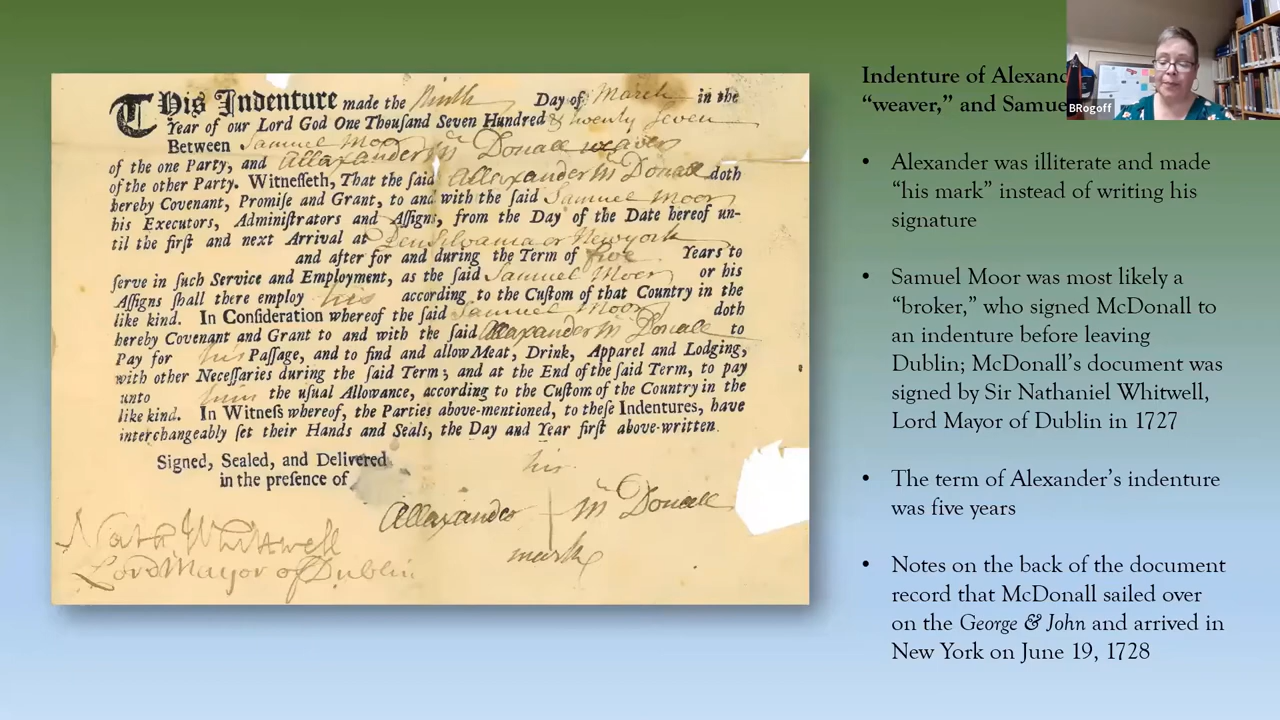 This Indenture made the Ninth Day of March in the
Year of our Lord God One Thousand Seven Hundred & twenty Seven
Between Samuel Moor
of the one Party, and Allaxander Mc Donall weaver
of the other Party. Witnesseth, That the said Allaxander Mc Donall doth
hereby Covenant, Promise and Grant, to and with the said Samuel Moor
his Executors, Administrators and Assigns, from the Day of the Date hereof un-
til the first and next Arrival at Pensilvania or Newyork
and after for and during the Term of five Years to
serve in such Service and Employment, as the said Samuel Moor or his
Assigns shall there employ his according to the Custom of that Country in the
like kind. In Consideration whereof the said Samuel Moor doth
hereby Covenant and Grant to and with the said Allaxander Mc Donall to
Pay for his Passage, and to find and allow Meat, Drink, Apparel and Lodging,
with other Necessaries during the said Term; and at the End of the said Term, to pay
unto him the usual Allowance, according to the Custom of the Country in the
like kind. In Witness whereof, the Parties above-mentioned, to these Indentures, have
interchangeably set their Hands and Seals, the Day and Year first above-written.
Signed, Sealed, and Delivered
in the presence of
his
Allaxander Mc Donall
mark
Nath Whitwell
Lord Mayor of Dublin
Indenture of
"weaver," and
BRogoff
• Alexander was illiterate and made
"his mark" instead of writing his
signature
• Samuel Moor was most likely a
"broker," who signed McDonall to
an indenture before leaving
Dublin; McDonall's document was
signed by Sir Nathaniel Whitwell,
Lord Mayor of Dublin in 1727
• The term of Alexander's indenture
was five years
• Notes on the back of the document
record that McDonall sailed over
on the George & John and arrived in
New York on June 19, 1728